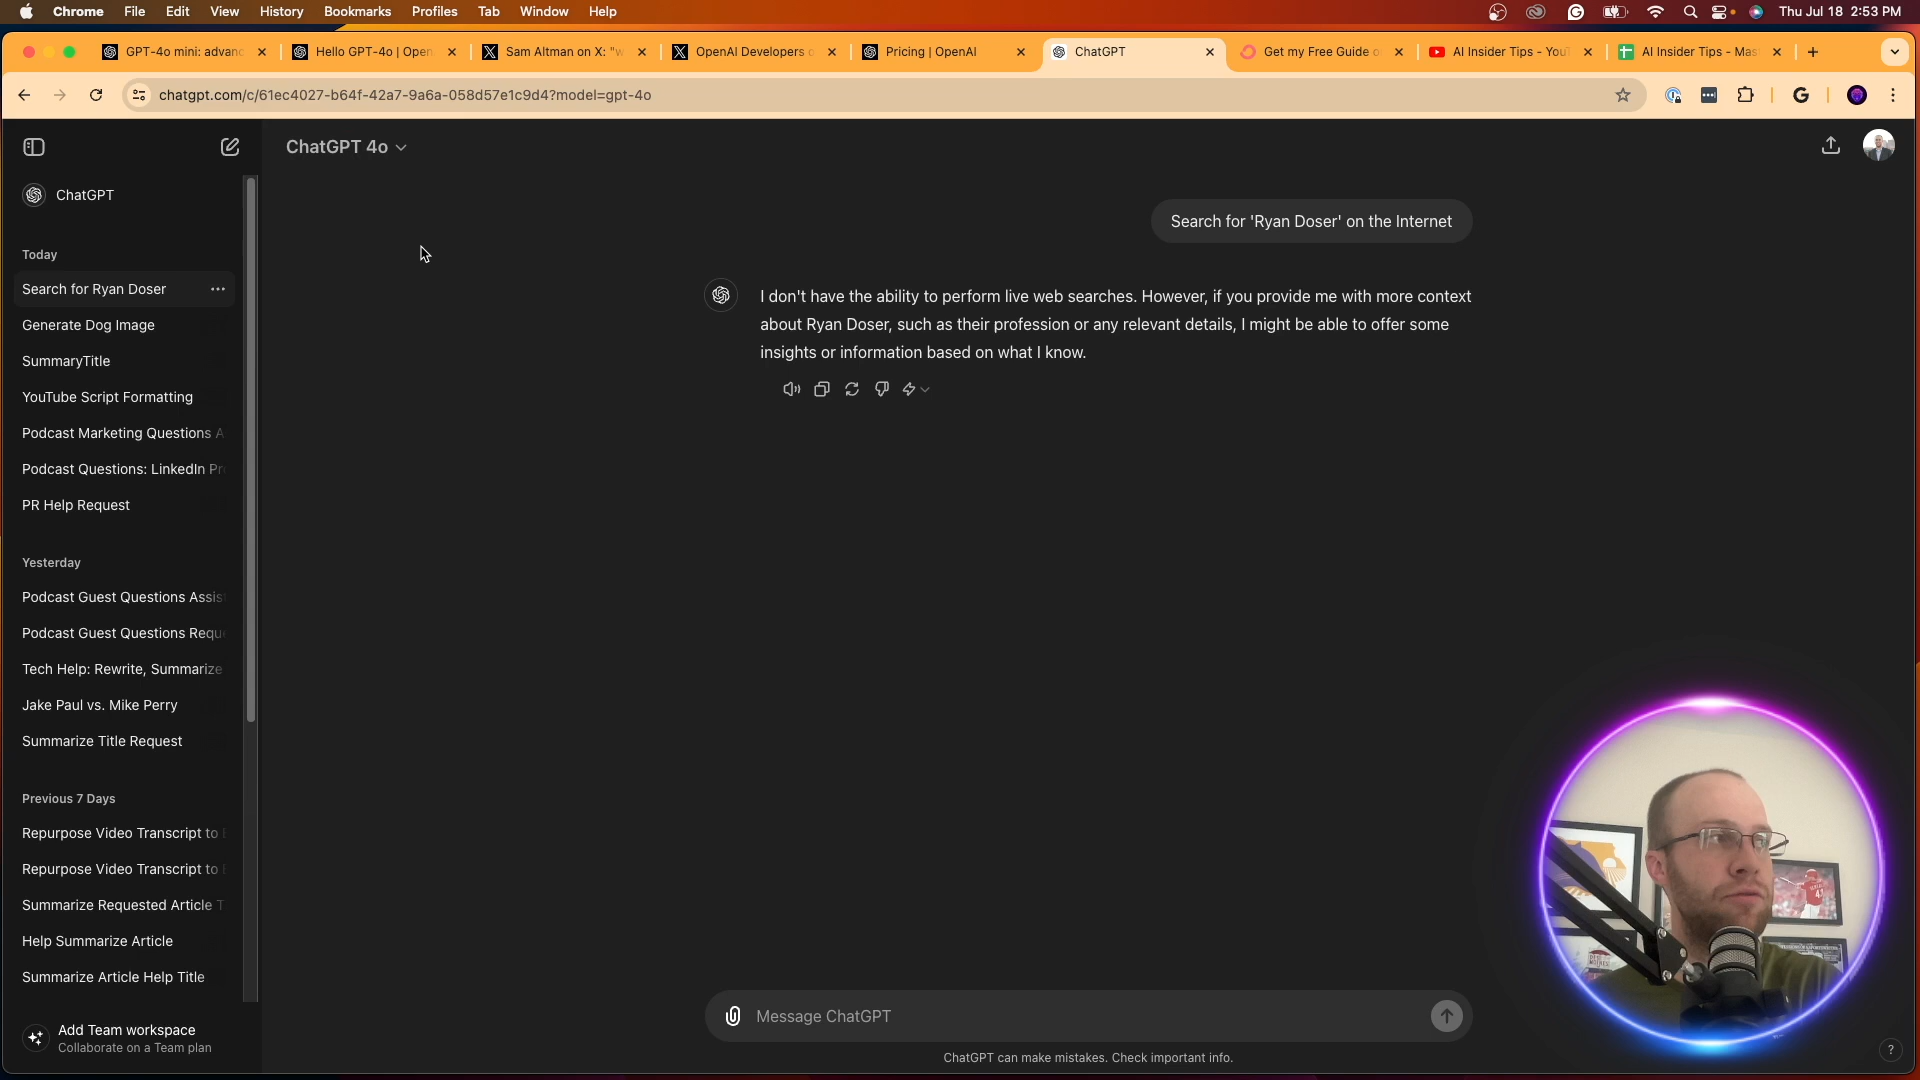 Chrome File Edit View History Bookmarks Profiles Tab Window Help Thu Jul 18 2:53 PM
GPT-4o mini: advanc Hello GPT-4o | Open Sam Altman on X: "w OpenAI Developers o Pricing | OpenAI ChatGPT Get my Free Guide o AI Insider Tips - You AI Insider Tips - Mas
chatgpt.com/c/61ec4027-b64f-42a7-9a6a-058d57e1c9d4?model=gpt-4o
ChatGPT 4o
ChatGPT
Today
Search for Ryan Doser
Generate Dog Image
SummaryTitle
YouTube Script Formatting
Podcast Marketing Questions A
Podcast Questions: LinkedIn Pr
PR Help Request
Yesterday
Podcast Guest Questions Assis
Podcast Guest Questions Reque
Tech Help: Rewrite, Summarize
Jake Paul vs. Mike Perry
Summarize Title Request
Previous 7 Days
Repurpose Video Transcript to
Repurpose Video Transcript to
Summarize Requested Article T
Help Summarize Article
Summarize Article Help Title
Add Team workspace
Collaborate on a Team plan
Search for 'Ryan Doser' on the Internet
I don't have the ability to perform live web searches. However, if you provide me with more context
about Ryan Doser, such as their profession or any relevant details, I might be able to offer some
insights or information based on what I know.
Message ChatGPT
ChatGPT can make mistakes. Check important info.
?